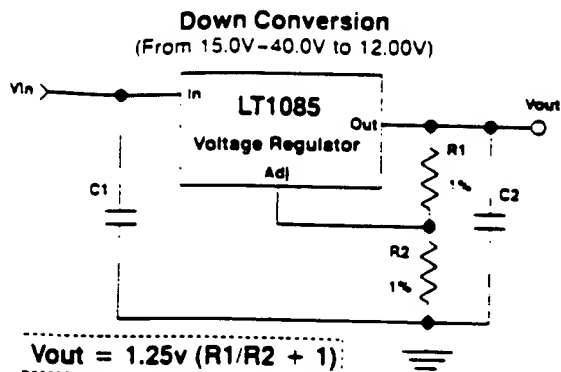 Down Conversion
(From 15.0V-40.0V to 12.00V)
Vin
In
LT1085
Voltage Regulator
Out
Adj
Vout
R1
1%
C1
C2
R2
1%
Vout = 1.25v (R1/R2 + 1)